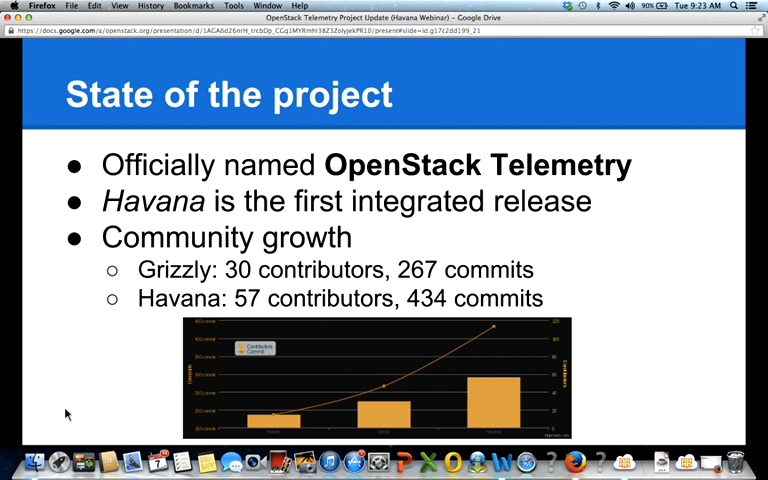 Firefox File Edit View History Bookmarks Tools Window Help 90% Tue 9:23 AM
OpenStack Telemetry Project Update (Havana Webinar) – Google Drive
State of the project
● Officially named OpenStack Telemetry
● Havana is the first integrated release
● Community growth
○ Grizzly: 30 contributors, 267 commits
○ Havana: 57 contributors, 434 commits
Contributors
Commit